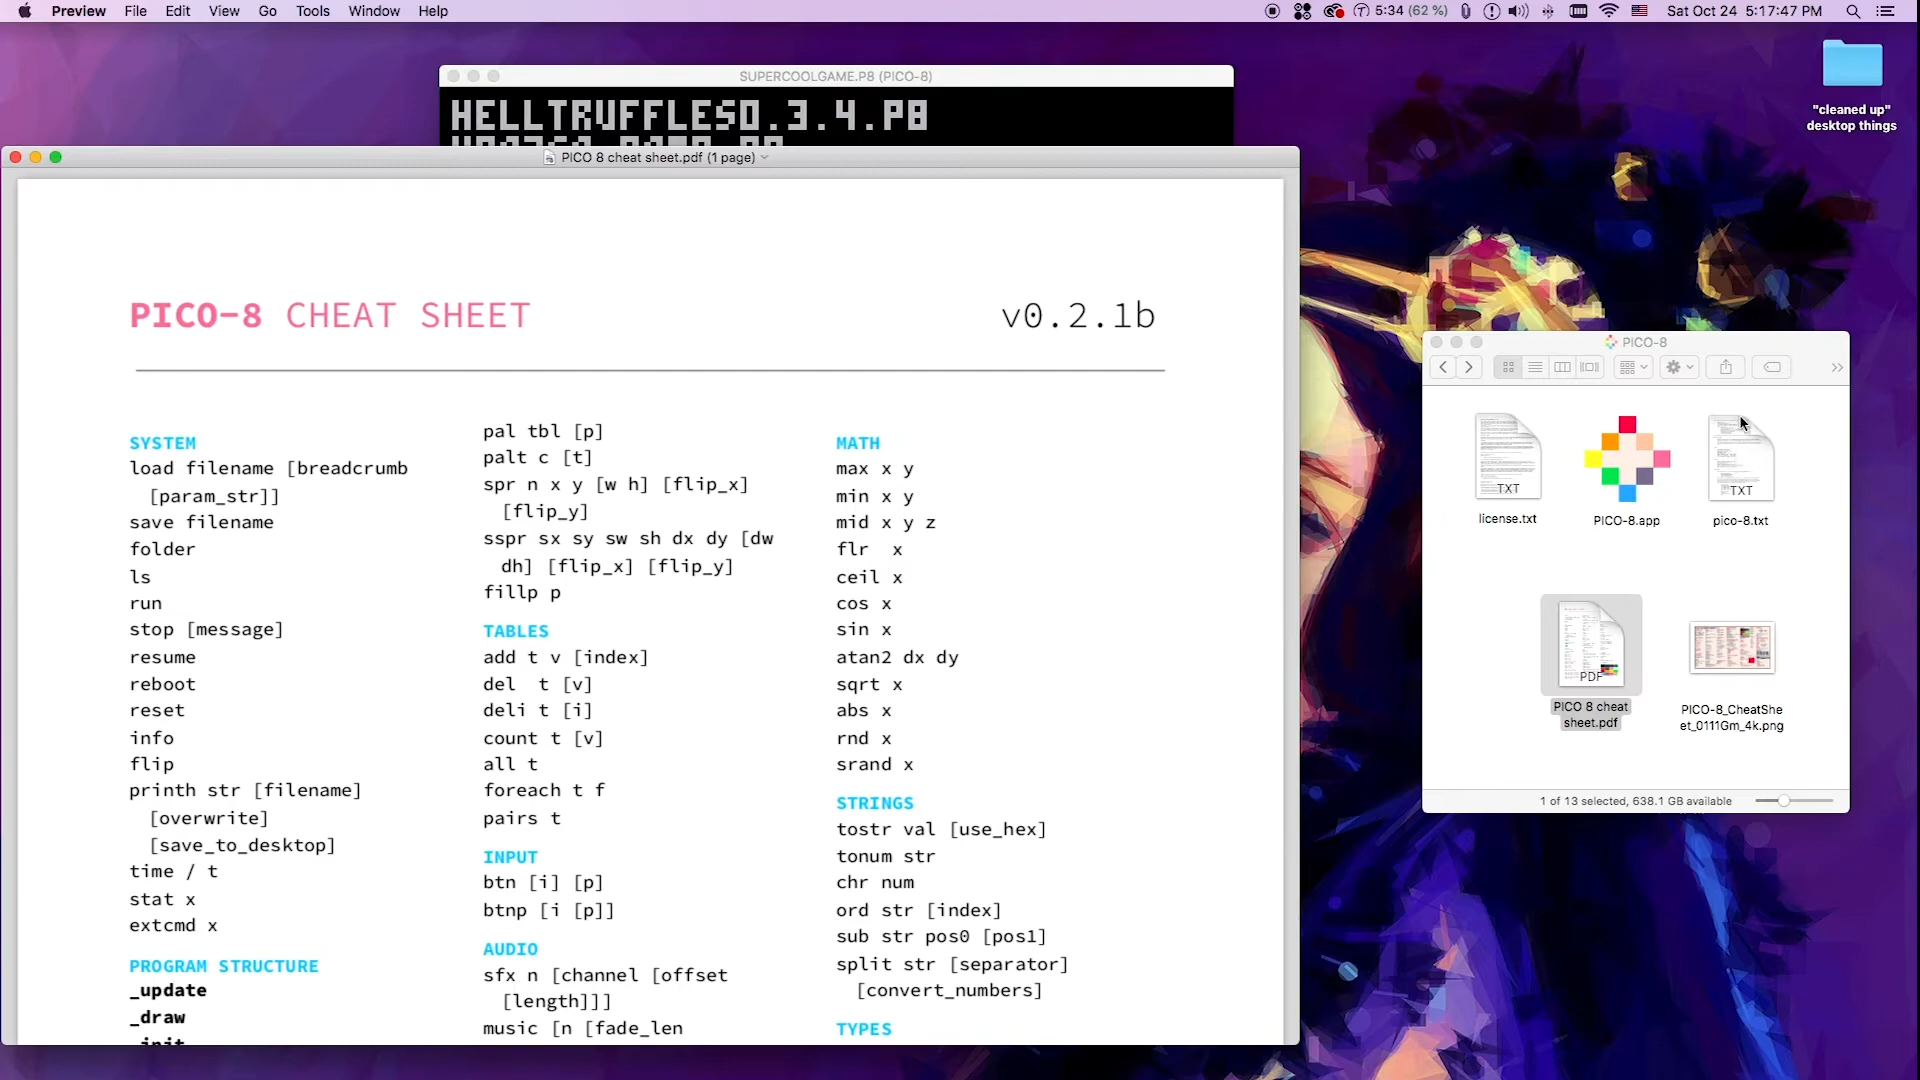 Preview File Edit View Go Tools Window Help
5:34 (62 %) Sat Oct 24 5:17:47 PM
"cleaned up"
desktop things
SUPERCOOLGAME.P8 (PICO-8)
HELLTRUFFLES0.3.4.P8
PICO 8 cheat sheet.pdf (1 page)
PICO-8 CHEAT SHEET
v0.2.1b
SYSTEM
load filename [breadcrumb
[param_str]]
save filename
folder
ls
run
stop [message]
resume
reboot
reset
info
flip
printh str [filename]
[overwrite]
[save_to_desktop]
time / t
stat x
extcmd x
PROGRAM STRUCTURE
_update
_draw
_init
pal tbl [p]
palt c [t]
spr n x y [w h] [flip_x]
[flip_y]
sspr sx sy sw sh dx dy [dw
dh] [flip_x] [flip_y]
fillp p
TABLES
add t v [index]
del t [v]
deli t [i]
count t [v]
all t
foreach t f
pairs t
INPUT
btn [i] [p]
btnp [i [p]]
AUDIO
sfx n [channel [offset
[length]]]
music [n [fade_len
MATH
max x y
min x y
mid x y z
flr x
ceil x
cos x
sin x
atan2 dx dy
sqrt x
abs x
rnd x
srand x
STRINGS
tostr val [use_hex]
tonum str
chr num
ord str [index]
sub str pos0 [pos1]
split str [separator]
[convert_numbers]
TYPES
PICO-8
TXT
license.txt
PICO-8.app
TXT
pico-8.txt
PDF
PICO 8 cheat
sheet.pdf
PICO-8_CheatShe
et_0111Gm_4k.png
1 of 13 selected, 638.1 GB available